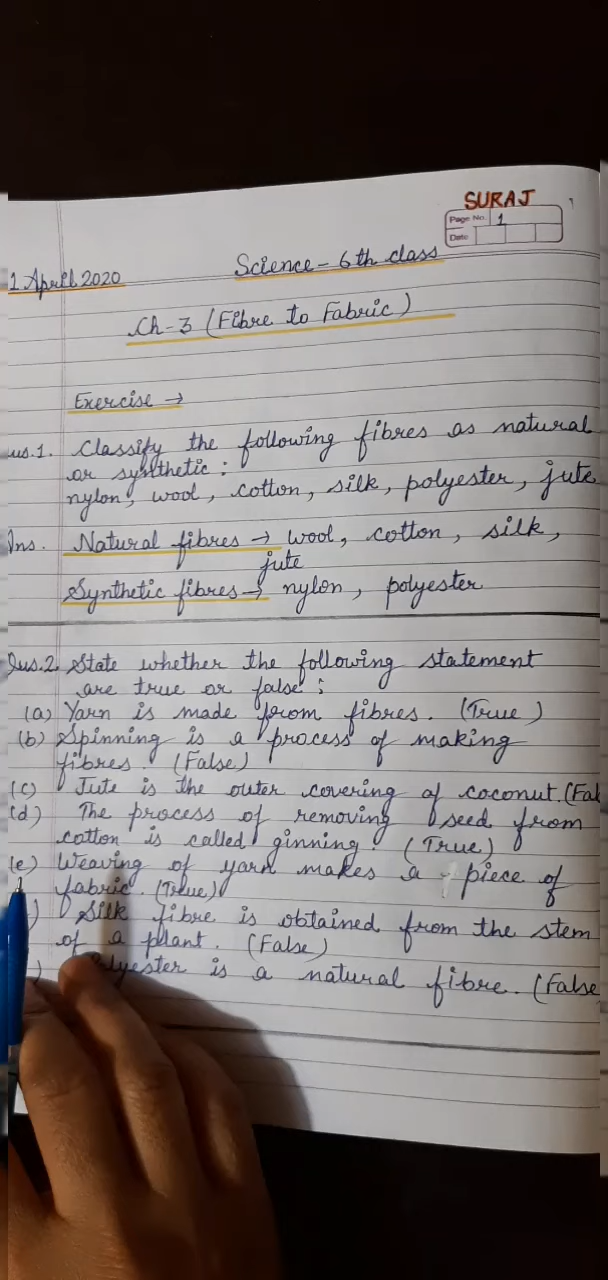 SURAJ
Page No. 1
Date
1 April 2020
Science - 6th class
Ch-3 (Fibre to Fabric)
Exercise →
us.1. Classify the following fibres as natural
or synthetic :
nylon, wool, cotton, silk, polyester, jute
Ans. Natural fibres → wool, cotton, silk,
jute
Synthetic fibres → nylon, polyester
Qus.2. State whether the following statement
are true or false :
(a) Yarn is made from fibres. (True)
(b) Spinning is a process of making
fibres. (False)
(c) Jute is the outer covering of coconut. (Fal
(d) The process of removing seed from
cotton is called ginning. (True)
(e) Weaving of yarn makes a piece of
fabric. (True)
) Silk fibre is obtained from the stem
of a plant. (False)
) Polyester is a natural fibre. (False